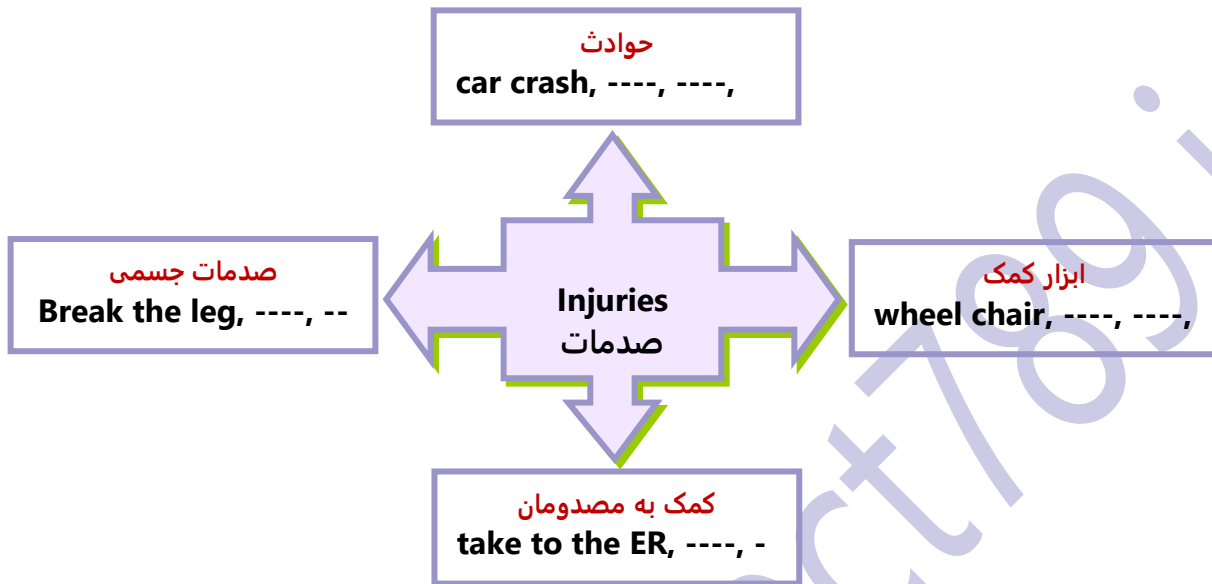 حوادث
car crash, ----, ----,
صدمات جسمی
Break the leg, ----, --
Injuries
صدمات
ابزار کمک
wheel chair, ----, ----,
کمک به مصدومان
take to the ER, ----, -
ct789.i